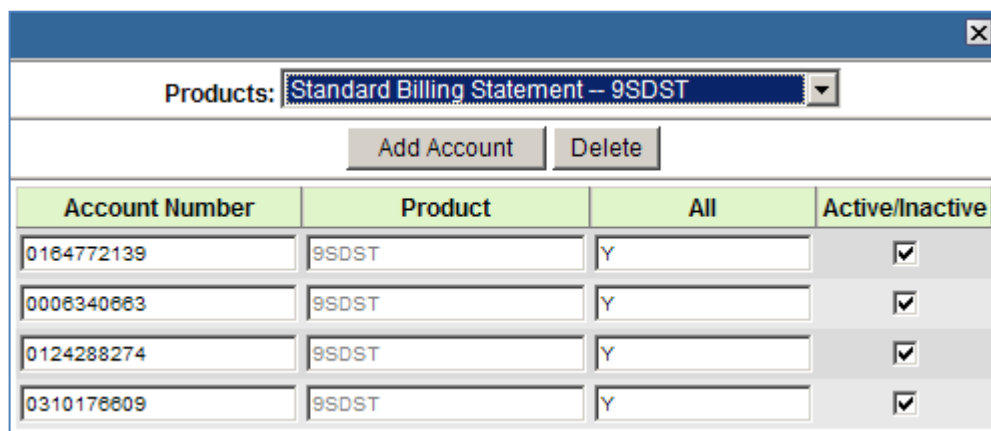 Products: Standard Billing Statement -- 9SDST
Add Account Delete
Account Number Product All Active/Inactive
0164772139 9SDST Y
0006340663 9SDST Y
0124288274 9SDST Y
0310176609 9SDST Y